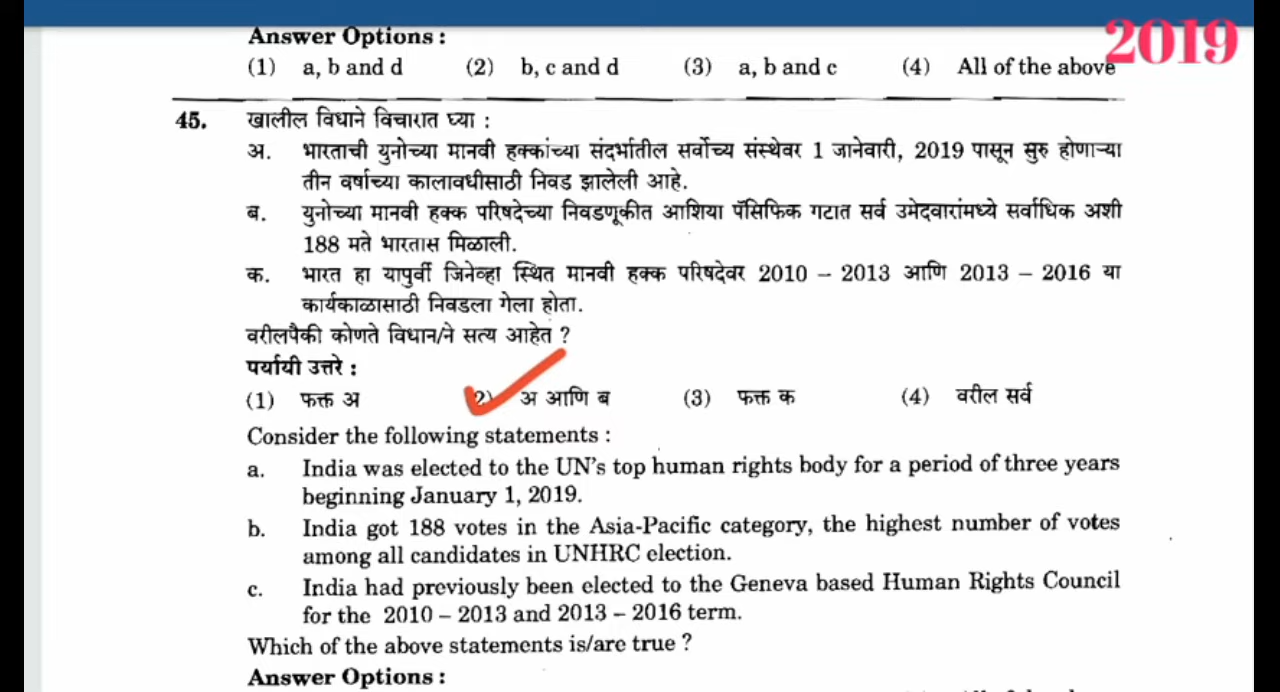 2019
Answer Options :
(1) a, b and d (2) b, c and d (3) a, b and c (4) All of the above
45. खालील विधाने विचारात घ्या :
अ. भारताची युनोच्या मानवी हक्कांच्या संदर्भातील सर्वोच्च संस्थेवर 1 जानेवारी, 2019 पासून सुरु होणाऱ्या
तीन वर्षाच्या कालावधीसाठी निवड झालेली आहे.
ब. युनोच्या मानवी हक्क परिषदेच्या निवडणूकीत आशिया पॅसिफिक गटात सर्व उमेदवारांमध्ये सर्वाधिक अशी
188 मते भारतास मिळाली.
क. भारत हा यापुर्वी जिनेव्हा स्थित मानवी हक्क परिषदेवर 2010 – 2013 आणि 2013 – 2016 या
कार्यकाळासाठी निवडला गेला होता.
वरीलपैकी कोणते विधान/ने सत्य आहेत ?
पर्यायी उत्तरे :
(1) फक्त अ (2) अ आणि ब (3) फक्त क (4) वरील सर्व
Consider the following statements :
a. India was elected to the UN's top human rights body for a period of three years
beginning January 1, 2019.
b. India got 188 votes in the Asia-Pacific category, the highest number of votes
among all candidates in UNHRC election.
c. India had previously been elected to the Geneva based Human Rights Council
for the 2010 – 2013 and 2013 – 2016 term.
Which of the above statements is/are true ?
Answer Options :